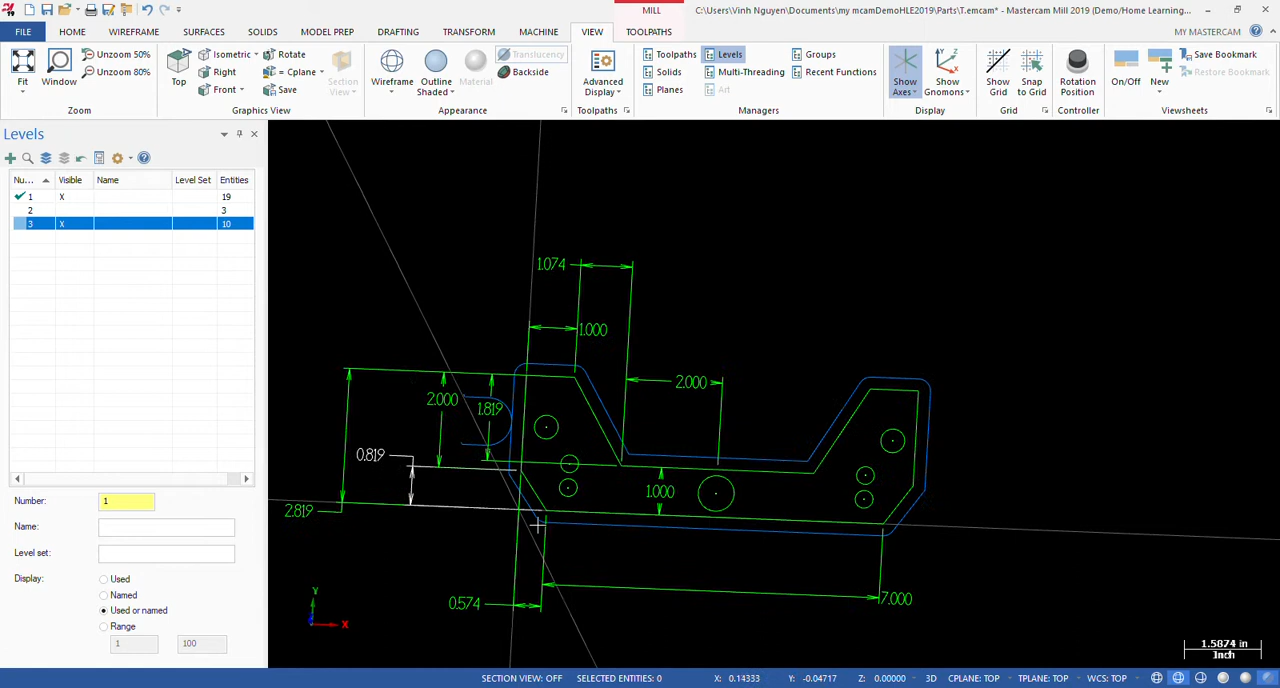 C:\Users\Vinh Nguyen\Documents\my mcamDemoHLE2019\Parts\T.emcam* - Mastercam Mill 2019 (Demo/Home Learning...
MILL
FILE HOME WIREFRAME SURFACES SOLIDS MODEL PREP DRAFTING TRANSFORM MACHINE VIEW TOOLPATHS MY MASTERCAM
Fit
Window
Unzoom 50%
Unzoom 80%
Zoom
Top
Isometric
Right
Front
Rotate
= Cplane
Save
Section View
Graphics View
Wireframe
Outline Shaded
Material
Translucency
Backside
Appearance
Advanced Display
Toolpaths
Toolpaths
Solids
Planes
Levels
Multi-Threading
Art
Groups
Recent Functions
Managers
Show Axes
Show Gnomons
Display
Show Grid
Snap to Grid
Grid
Rotation Position
Controller
On/Off
New
Save Bookmark
Restore Bookmark
Viewsheets
Levels
Nu... Visible Name Level Set Entities
1 X 19
2 3
3 X 10
Number: 1
Name:
Level set:
Display:
Used
Named
Used or named
Range
1 100
1.074
1.000
2.000
2.000
1.819
0.819
2.819
1.000
0.574
7.000
Y
X
1.5874 in
Inch
SECTION VIEW: OFF SELECTED ENTITIES: 0 X: 0.14333 Y: -0.04717 Z: 0.00000 3D CPLANE: TOP TPLANE: TOP WCS: TOP